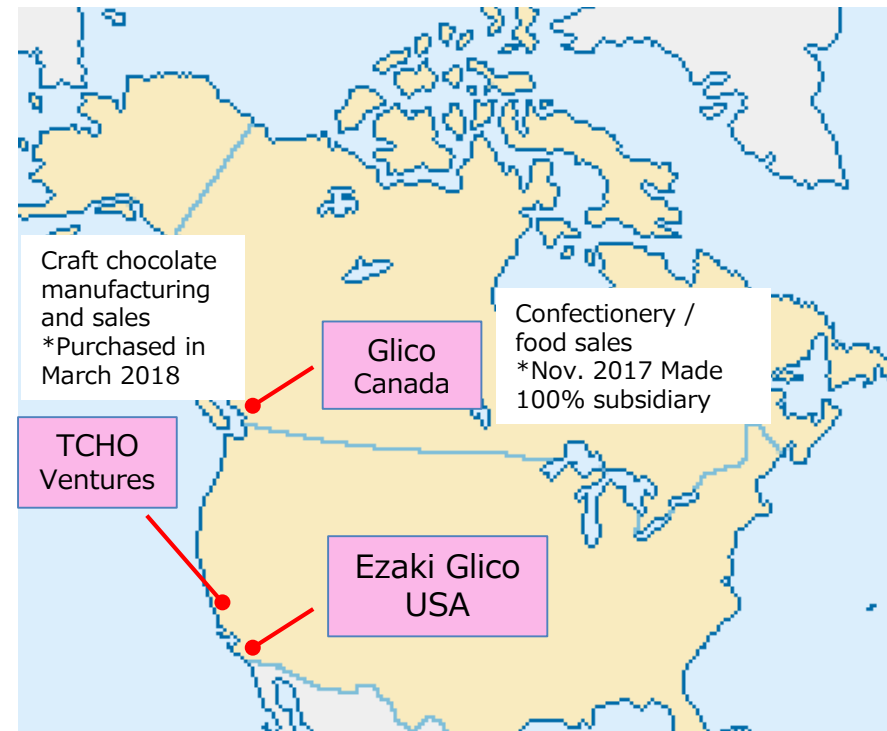 Craft chocolate
manufacturing
and sales
*Purchased in
March 2018
Glico
Canada
Confectionery /
food sales
*Nov. 2017 Made
100% subsidiary
TCHO
Ventures
Ezaki Glico
USA